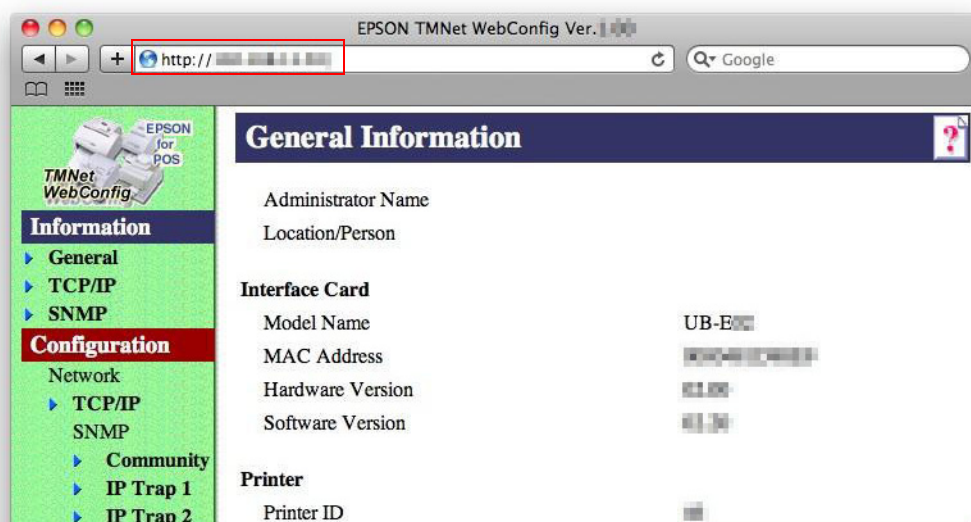 EPSON TMNet WebConfig Ver.
http://
Google
EPSON
for
POS
TMNet
WebConfig
Information
General
TCP/IP
SNMP
Configuration
Network
TCP/IP
SNMP
Community
IP Trap 1
IP Trap 2
General Information
?
Administrator Name
Location/Person
Interface Card
Model Name UB-E
MAC Address
Hardware Version
Software Version
Printer
Printer ID